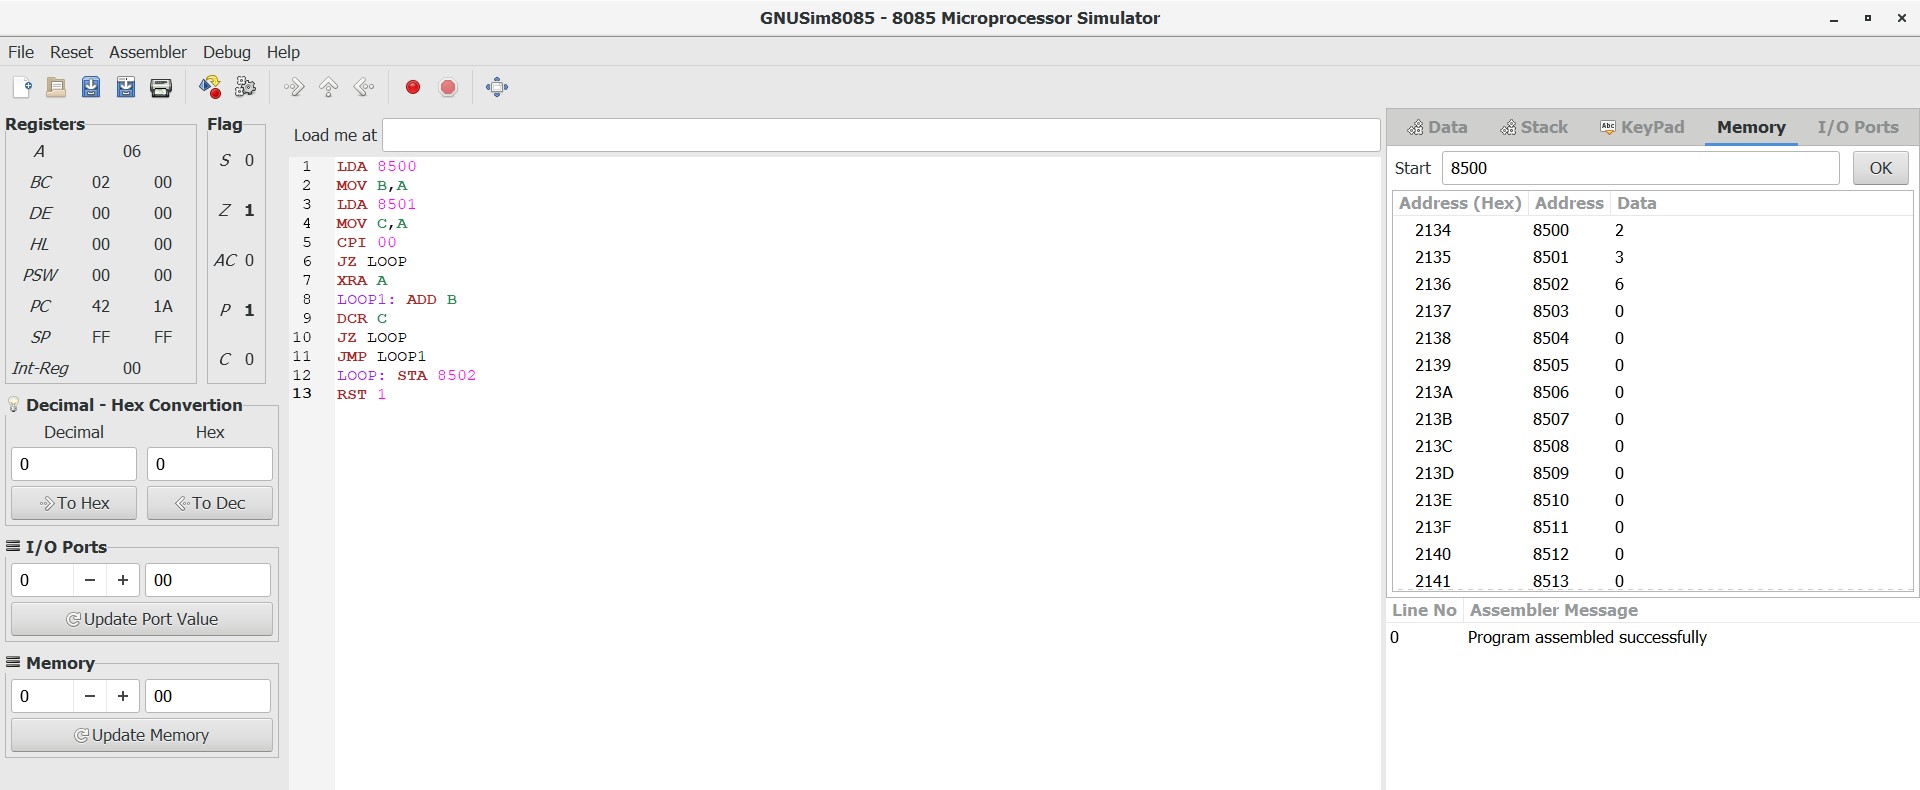 GNUSim8085 - 8085 Microprocessor Simulator
File Reset Assembler Debug Help
Registers
A 06
BC 02 00
DE 00 00
HL 00 00
PSW 00 00
PC 42 1A
SP FF FF
Int-Reg 00
Flag
S 0
Z 1
AC 0
P 1
C 0
Decimal - Hex Convertion
Decimal Hex
0 0
To Hex To Dec
I/O Ports
0 − + 00
Update Port Value
Memory
0 − + 00
Update Memory
Load me at
1 LDA 8500
2 MOV B,A
3 LDA 8501
4 MOV C,A
5 CPI 00
6 JZ LOOP
7 XRA A
8 LOOP1: ADD B
9 DCR C
10 JZ LOOP
11 JMP LOOP1
12 LOOP: STA 8502
13 RST 1
Data Stack Abc KeyPad Memory I/O Ports
Start 8500 OK
Address (Hex) Address Data
2134 8500 2
2135 8501 3
2136 8502 6
2137 8503 0
2138 8504 0
2139 8505 0
213A 8506 0
213B 8507 0
213C 8508 0
213D 8509 0
213E 8510 0
213F 8511 0
2140 8512 0
2141 8513 0
Line No Assembler Message
0 Program assembled successfully